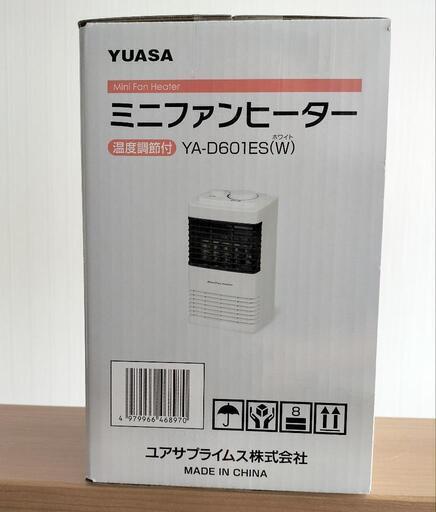 YUASA
Mini Fan Heater
ミニファンヒーター
温度調節付 YA-D601ES(W)
ホワイト
4 979966 468970
8
ユアサプライムス株式会社
MADE IN CHINA